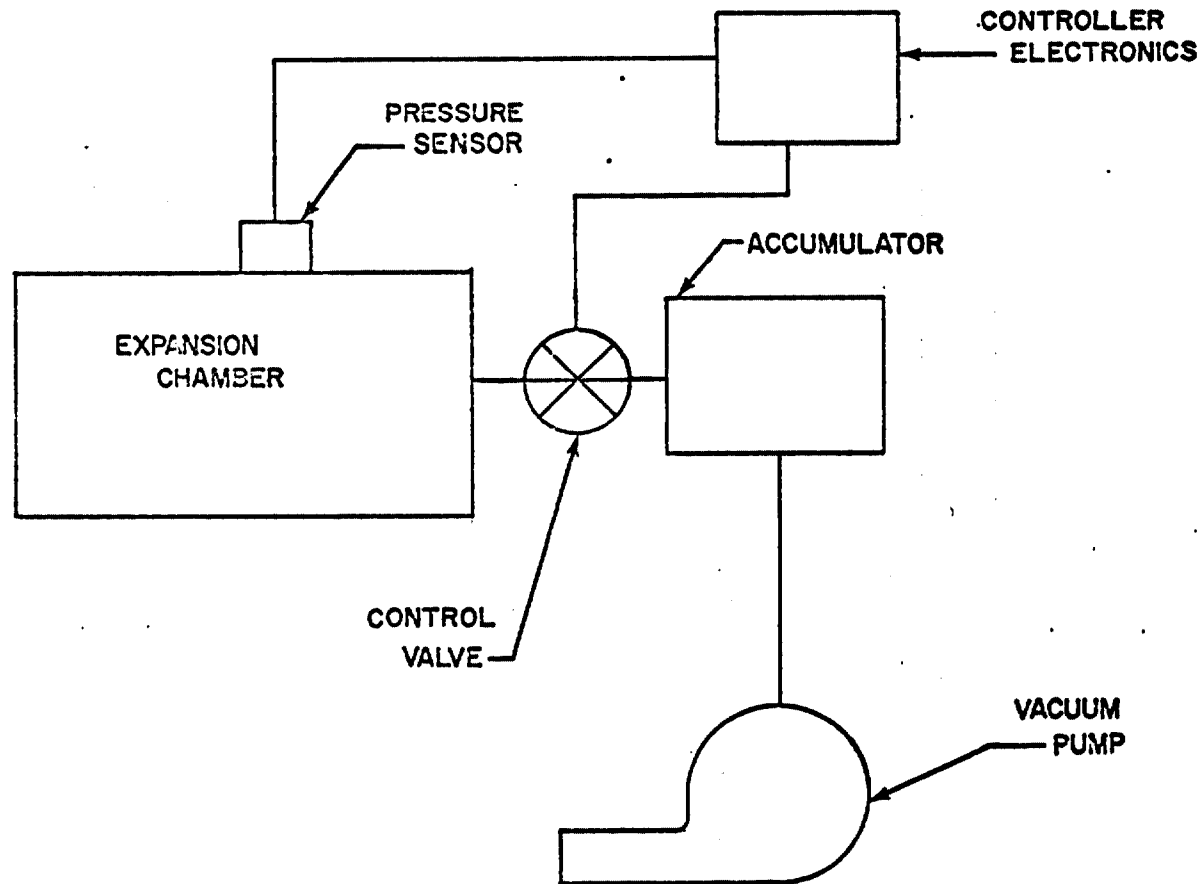 CONTROLLER
ELECTRONICS
PRESSURE
SENSOR
ACCUMULATOR
EXPANSION
CHAMBER
CONTROL
VALVE
VACUUM
PUMP